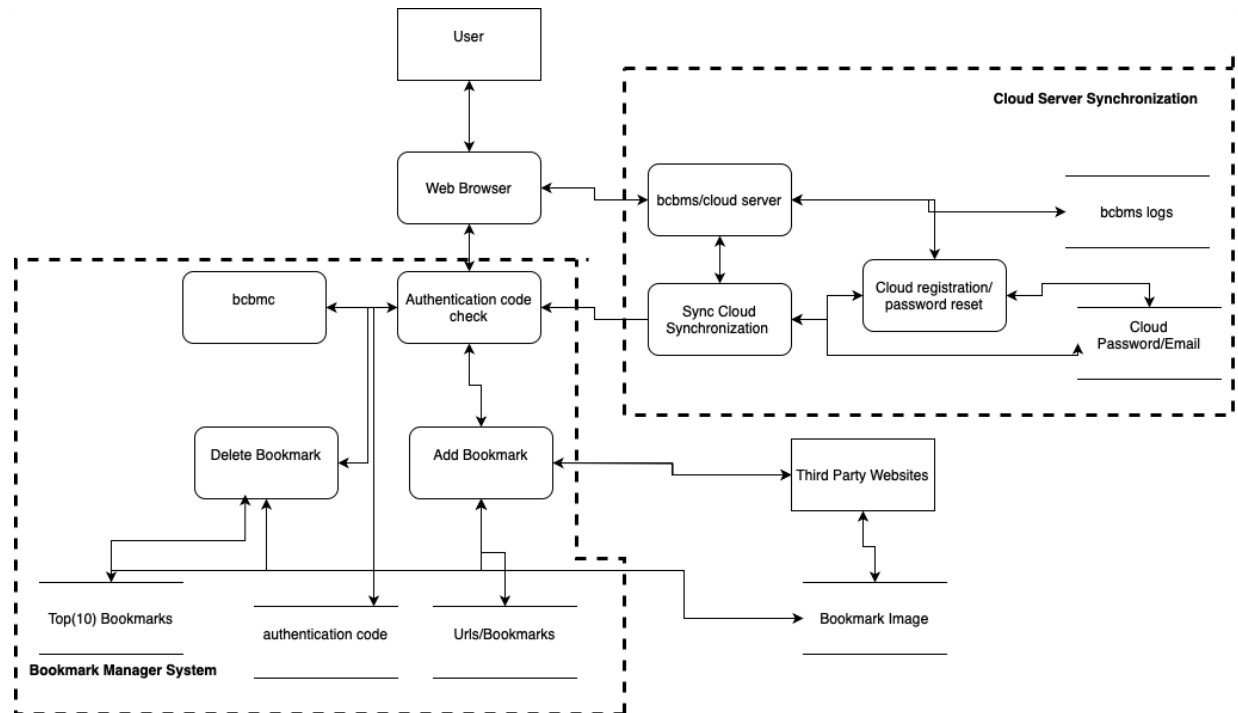 User
Cloud Server Synchronization
Web Browser
bcbms/cloud server
bcbms logs
bcbmc
Authentication code
check
Sync Cloud
Synchronization
Cloud registration/
password reset
Cloud
Password/Email
Delete Bookmark
Add Bookmark
Third Party Websites
Top(10) Bookmarks
authentication code
Urls/Bookmarks
Bookmark Image
Bookmark Manager System